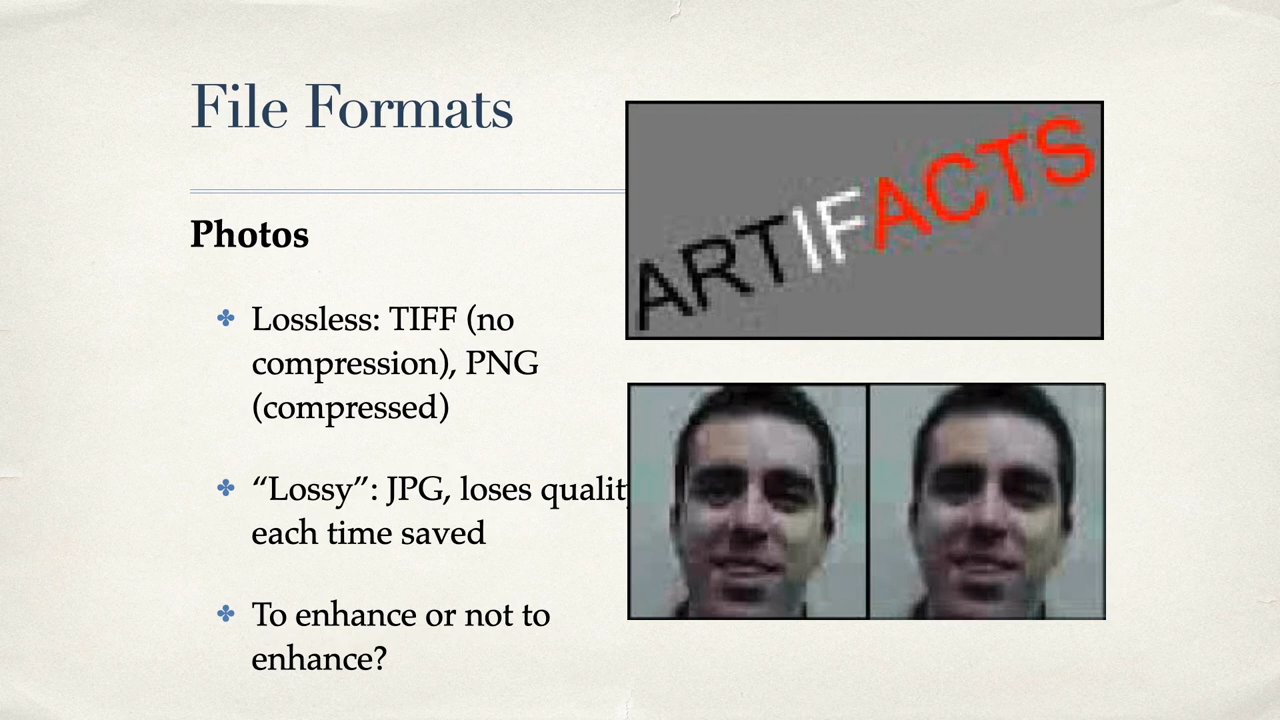 File Formats
Photos
Lossless: TIFF (no
compression), PNG
(compressed)
“Lossy”: JPG, loses quality
each time saved
To enhance or not to
enhance?
ARTIFACTS